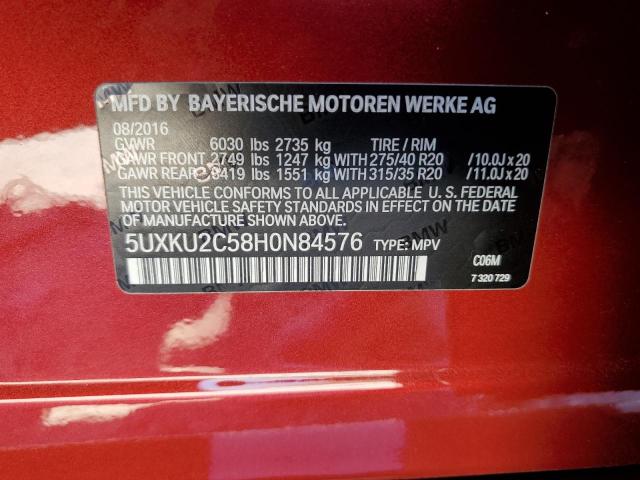 MFD BY BAYERISCHE MOTOREN WERKE AG
08/2016
GVWR 6030 lbs 2735 kg TIRE / RIM
GAWR FRONT 2749 lbs 1247 kg WITH 275/40 R20 /10.0J x 20
GAWR REAR 3419 lbs 1551 kg WITH 315/35 R20 /11.0J x 20
THIS VEHICLE CONFORMS TO ALL APPLICABLE U. S. FEDERAL
MOTOR VEHICLE SAFETY STANDARDS IN EFFECT ON THE DATE
OF MANUFACTURE SHOWN ABOVE.
5UXKU2C58H0N84576 TYPE: MPV
C06M
7 320 729